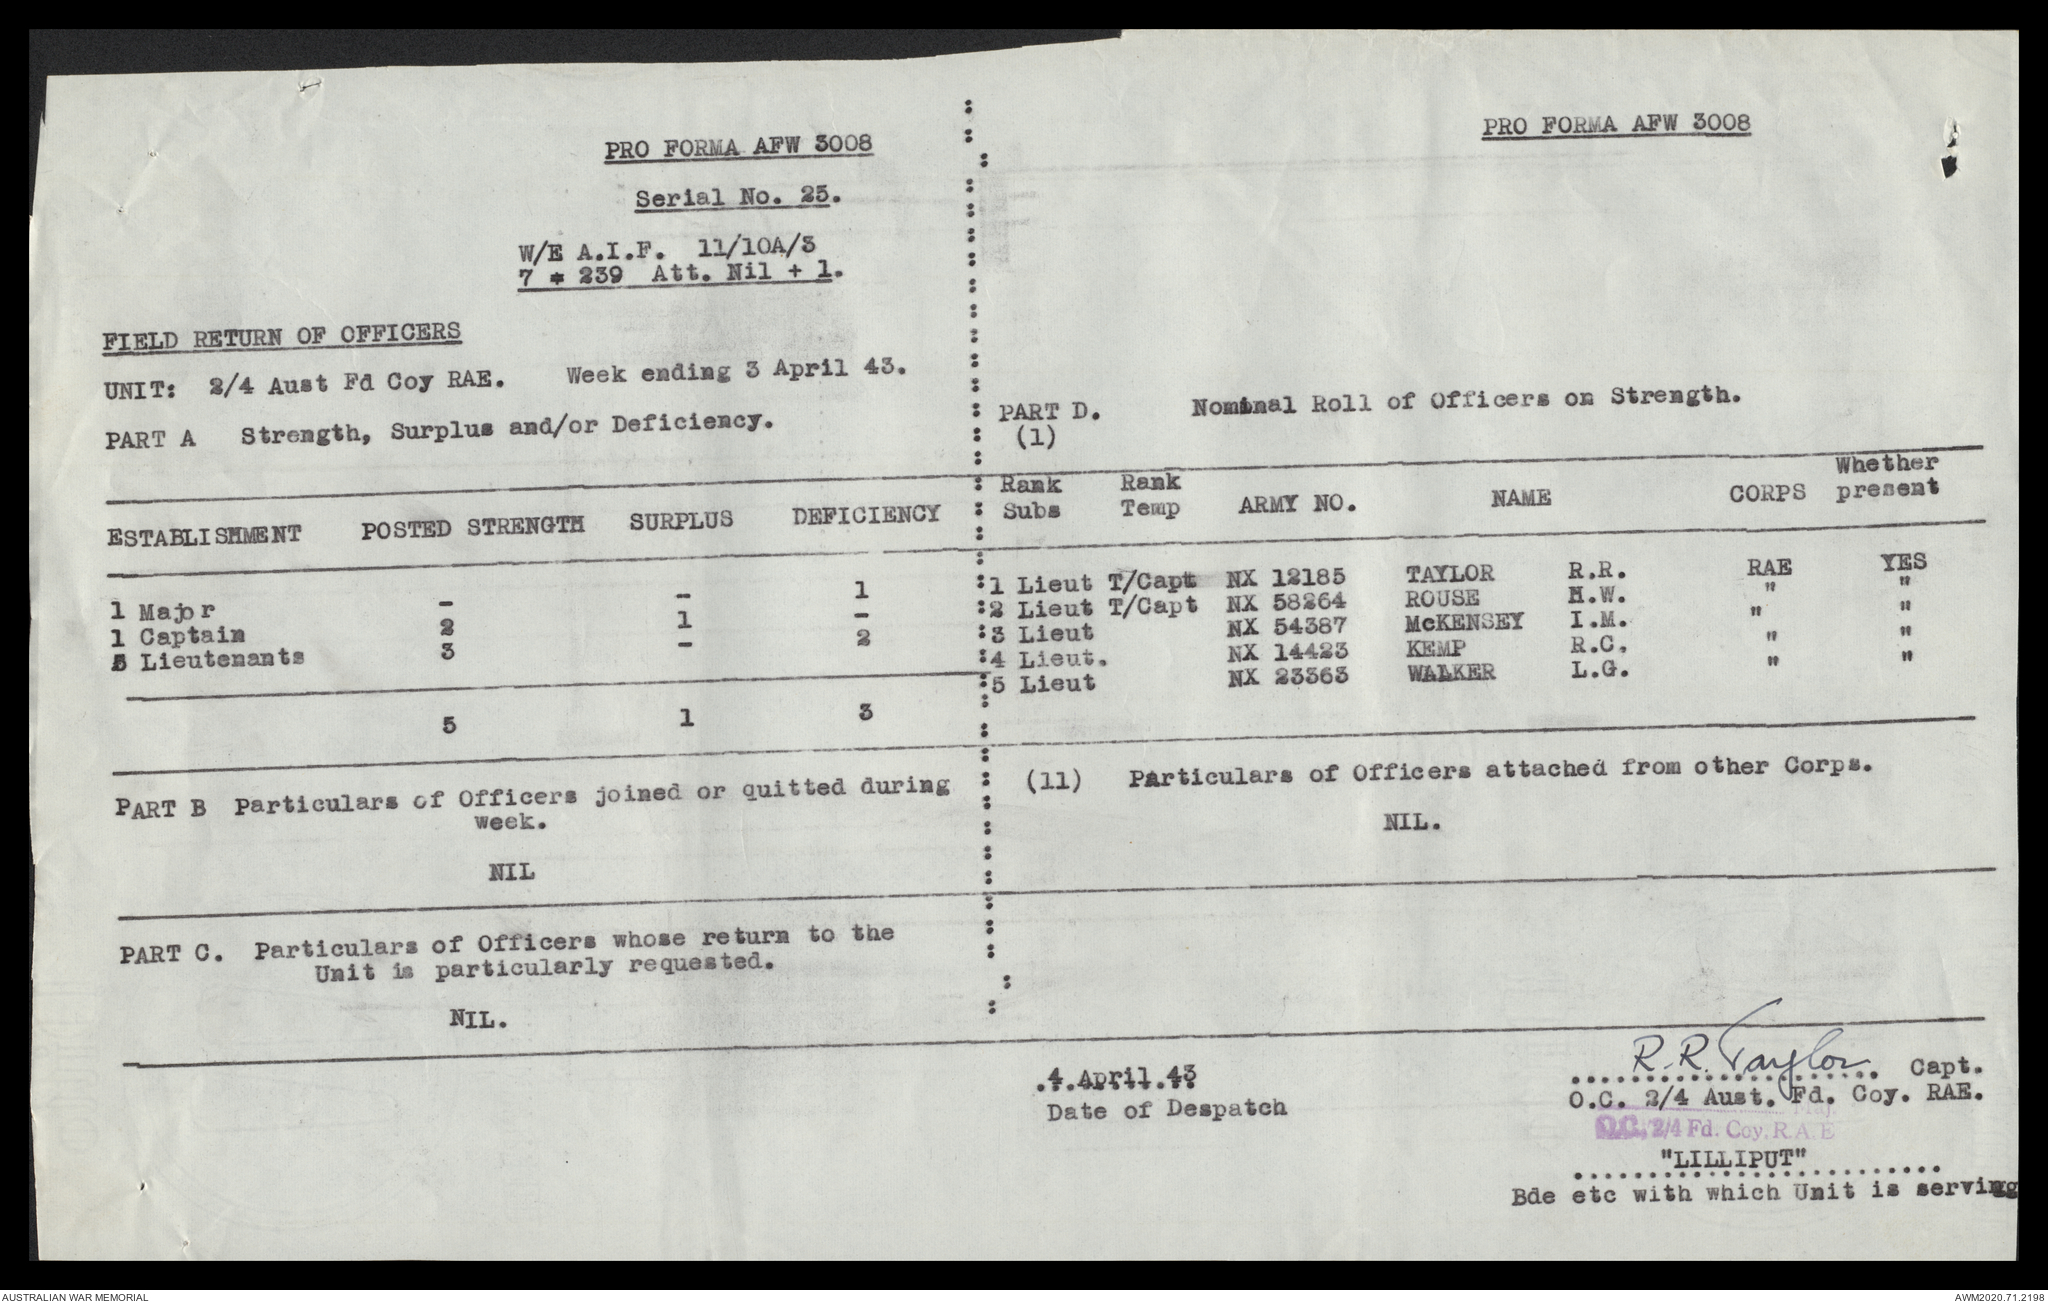 PRO FORMA AFW 3008
Serial No. 25.
W/E A.I.F. 11/10A/3
7 + 239 Att. Nil + 1.
FIELD RETURN OF OFFICERS
UNIT: 2/4 Aust Fd Coy RAE. Week ending 3 April 43.
PART A Strength, Surplus and/or Deficiency.
ESTABLISHMENT POSTED STRENGTH SURPLUS DEFICIENCY
1 Major - - 1
1 Captain 2 1 -
5 Lieutenants 3 - 2
5 1 3
PART B Particulars of Officers joined or quitted during
week.
NIL
PART C. Particulars of Officers whose return to the
Unit is particularly requested.
NIL.
PRO FORMA AFW 3008
PART D. Nominal Roll of Officers on Strength.
(1)
Rank Subs Rank Temp ARMY NO. NAME CORPS Whether present
1 Lieut T/Capt NX 12185 TAYLOR R.R. RAE YES
2 Lieut T/Capt NX 58264 ROUSE H.W. " "
3 Lieut NX 54387 McKENSEY I.M. " "
4 Lieut. NX 14423 KEMP R.C. " "
5 Lieut NX 23363 WALKER L.G. " "
(11) Particulars of Officers attached from other Corps.
NIL.
4 April 43
Date of Despatch
R.R. Taylor Capt.
O.C. 2/4 Aust. Fd. Coy. RAE.
Maj.
O.C. 2/4 Fd. Coy. R.A.E
"LILLIPUT"
Bde etc with which Unit is serving
AUSTRALIAN WAR MEMORIAL
AWM2020.71.2198